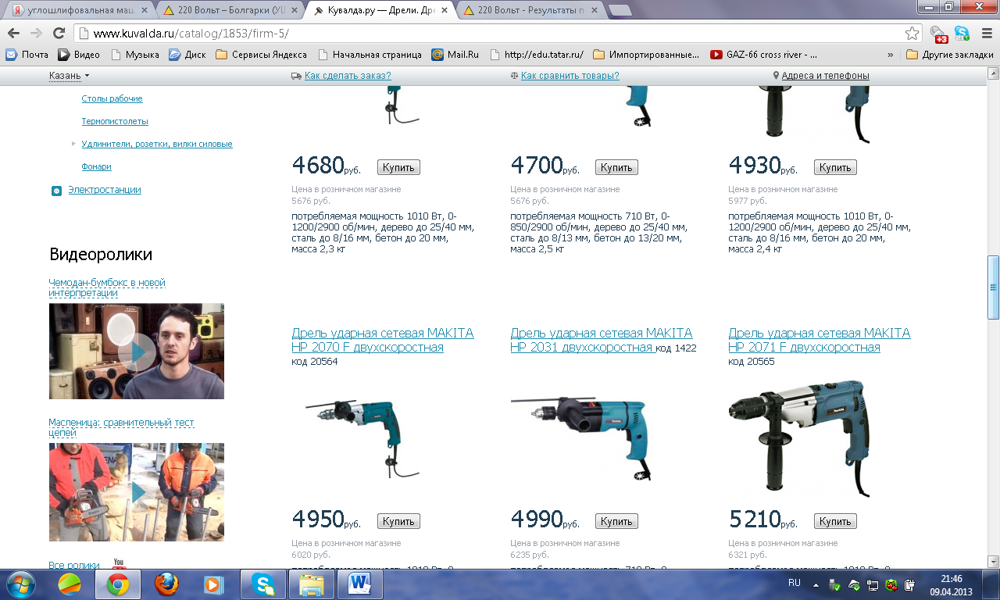 углошлифовальная маш
220 Вольт – Болгарки (УШ
Кувалда.ру — Дрели. Дре
220 Вольт - Результаты п
www.kuvalda.ru/catalog/1853/firm-5/
+3
Почта
Видео
Музыка
Диск
Сервисы Яндекса
Начальная страница
Mail.Ru
http://edu.tatar.ru/
Импортированные...
GAZ-66 cross river - ...
»
Другие закладки
Казань
Как сделать заказ?
Как сравнить товары?
Адреса и телефоны
Столы рабочие
Термопистолеты
Удлинители, розетки, вилки силовые
Фонари
Электростанции
Видеоролики
Чемодан-бумбокс в новой
интерпретации
Масленица: сравнительный тест
цепей
Все ролики
You
4680руб.
Купить
Цена в розничном магазине
5676 руб.
потребляемая мощность 1010 Вт, 0-
1200/2900 об/мин, дерево до 25/40 мм,
сталь до 8/16 мм, бетон до 20 мм,
масса 2,3 кг
4700руб.
Купить
Цена в розничном магазине
5676 руб.
потребляемая мощность 710 Вт, 0-
850/2900 об/мин, дерево до 25/40 мм,
сталь до 8/13 мм, бетон до 13/20 мм,
масса 2,5 кг
4930руб.
Купить
Цена в розничном магазине
5977 руб.
потребляемая мощность 1010 Вт, 0-
1200/2900 об/мин, дерево до 25/40 мм,
сталь до 8/16 мм, бетон до 20 мм,
масса 2,4 кг
Дрель ударная сетевая MAKITA
HP 2070 F двухскоростная
код 20564
4950руб.
Купить
Цена в розничном магазине
6020 руб.
Дрель ударная сетевая MAKITA
HP 2031 двухскоростная код 1422
4990руб.
Купить
Цена в розничном магазине
6235 руб.
Дрель ударная сетевая MAKITA
HP 2071 F двухскоростная
код 20565
5210руб.
Купить
Цена в розничном магазине
6321 руб.
RU
21:46
09.04.2013